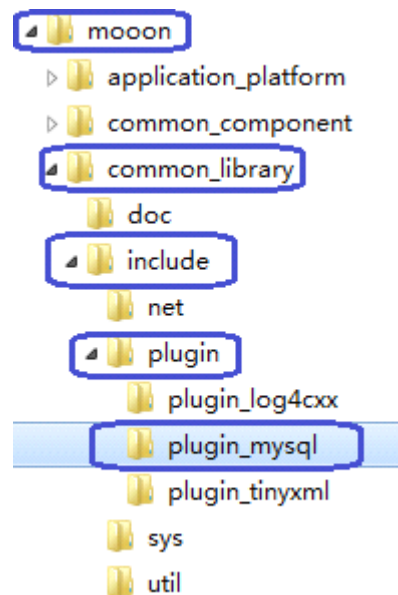 mooon
application_platform
common_component
common_library
doc
include
net
plugin
plugin_log4cxx
plugin_mysql
plugin_tinyxml
sys
util